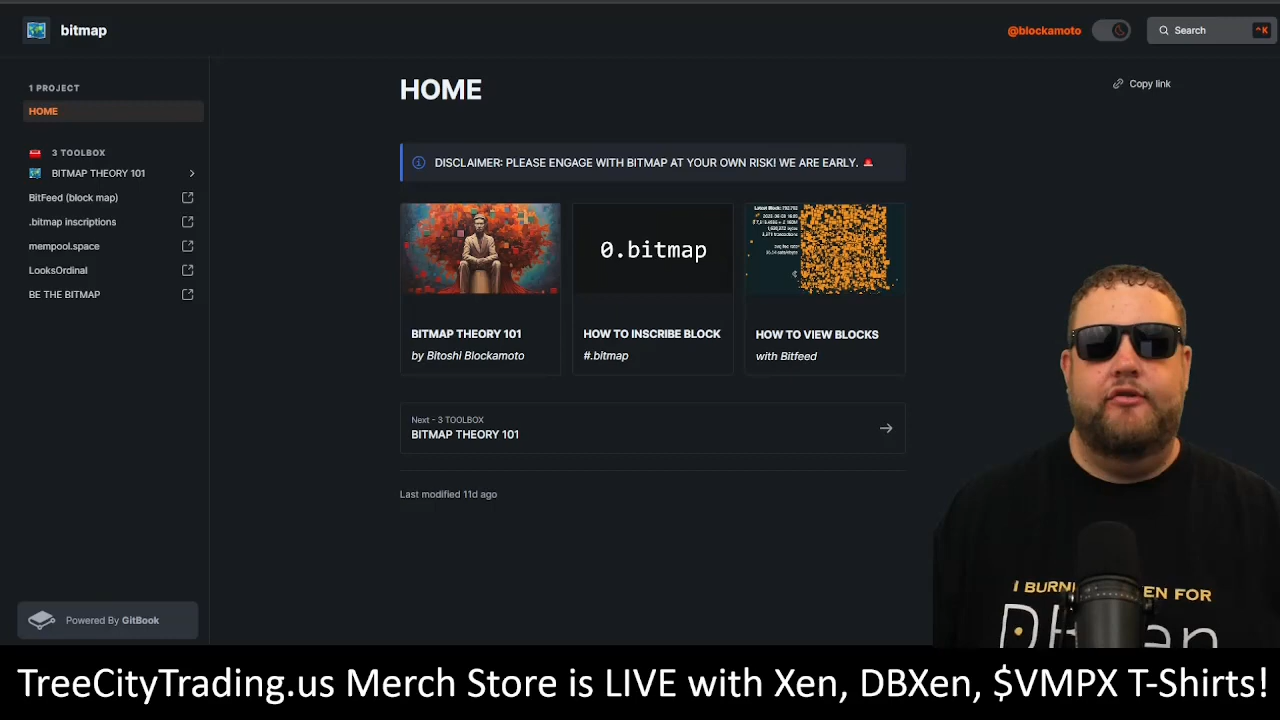 bitmap
@blockamoto
Search
^K
1 PROJECT
HOME
3 TOOLBOX
BITMAP THEORY 101
BitFeed (block map)
.bitmap inscriptions
mempool.space
LooksOrdinal
BE THE BITMAP
Powered By GitBook
HOME
Copy link
DISCLAIMER: PLEASE ENGAGE WITH BITMAP AT YOUR OWN RISK! WE ARE EARLY.
0.bitmap
BITMAP THEORY 101
by Bitoshi Blockamoto
HOW TO INSCRIBE BLOCK
#.bitmap
HOW TO VIEW BLOCKS
with Bitfeed
Next - 3 TOOLBOX
BITMAP THEORY 101
Last modified 11d ago
FOR
TreeCityTrading.us Merch Store is LIVE with Xen, DBXen, $VMPX T-Shirts!